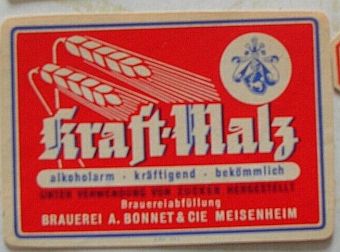 Kraft-Malz
alkoholarm · kräftigend · bekömmlich
UNTER VERWENDUNG VON ZUCKER HERGESTELLT
Brauereiabfüllung
BRAUEREI A. BONNET & CIE MEISENHEIM